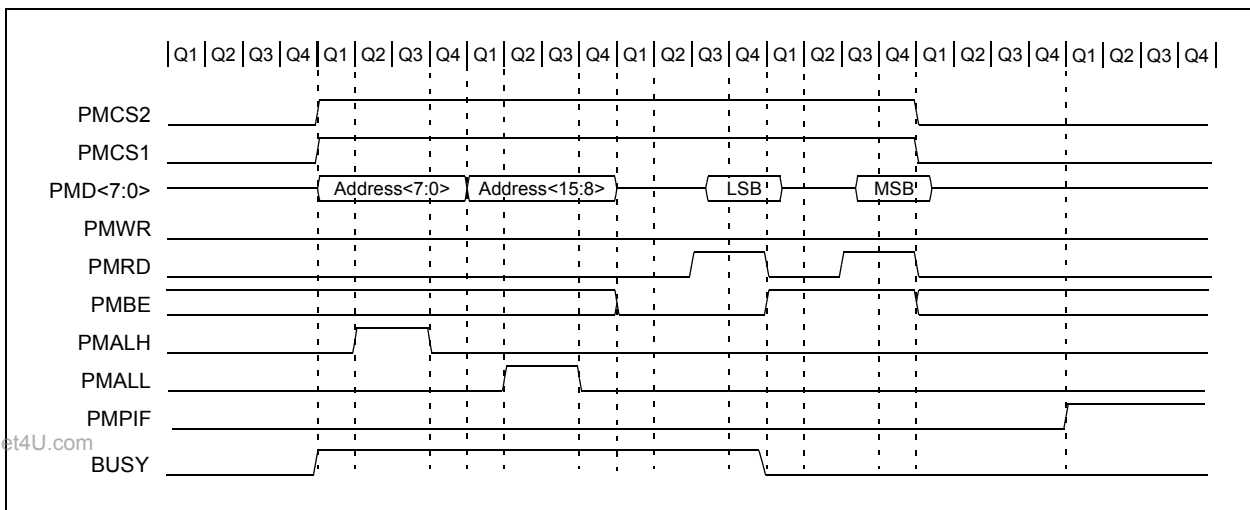 Q1 Q2 Q3 Q4 Q1 Q2 Q3 Q4 Q1 Q2 Q3 Q4 Q1 Q2 Q3 Q4 Q1 Q2 Q3 Q4 Q1 Q2 Q3 Q4 Q1 Q2 Q3 Q4
PMCS2
PMCS1
PMD<7:0> Address<7:0> Address<15:8> LSB MSB
PMWR
PMRD
PMBE
PMALH
PMALL
PMPIF
et4U.com
BUSY